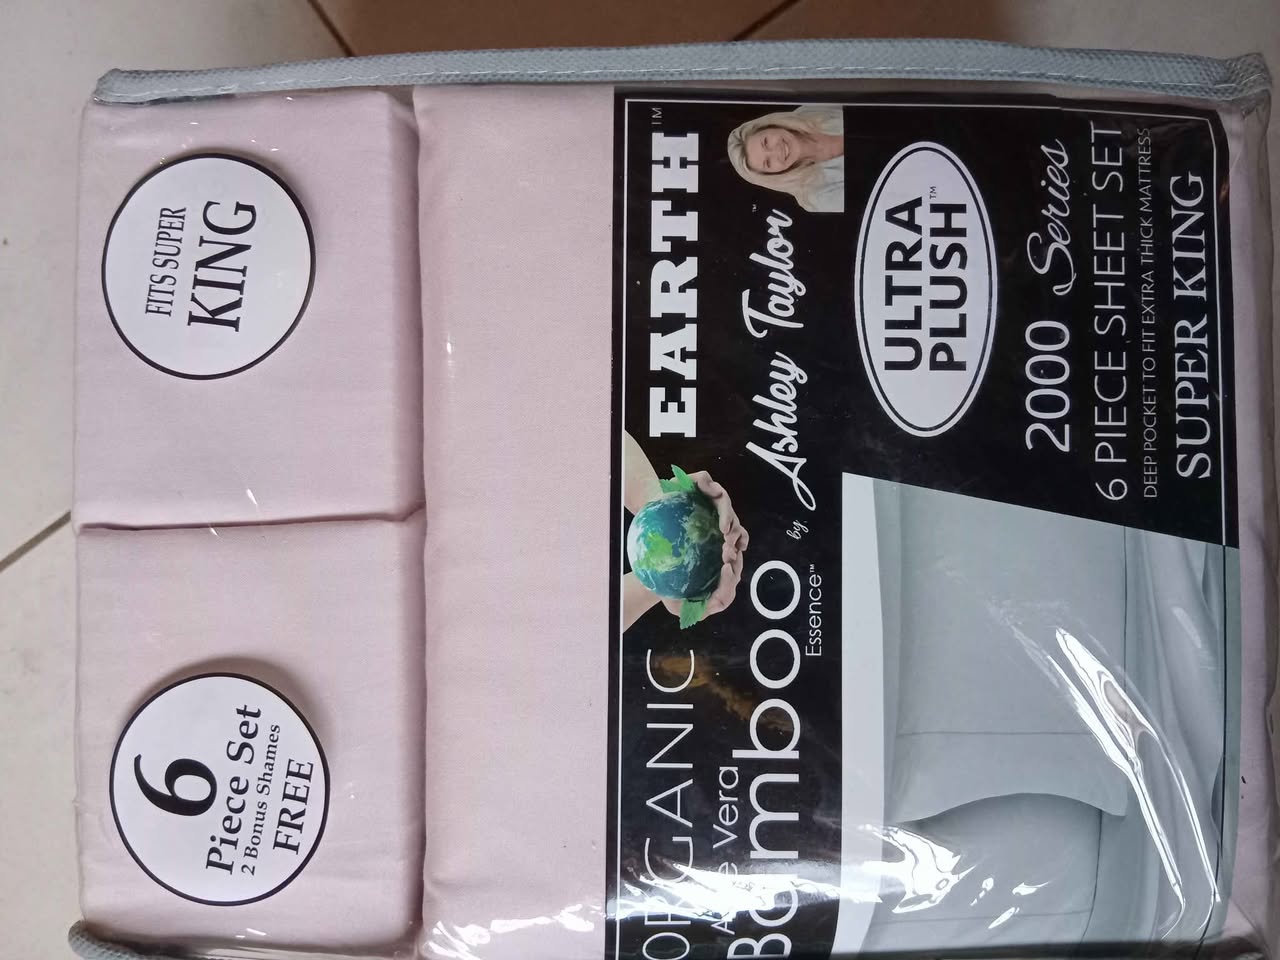 ORGANIC EARTH™
Aloe Vera
Bamboo by Ashley Taylor™
Essence™
ULTRA
PLUSH™
2000 Series
6 PIECE SHEET SET
DEEP POCKET TO FIT EXTRA THICK MATTRESS
SUPER KING
6
Piece Set
2 Bonus Shames
FREE
FITS SUPER
KING